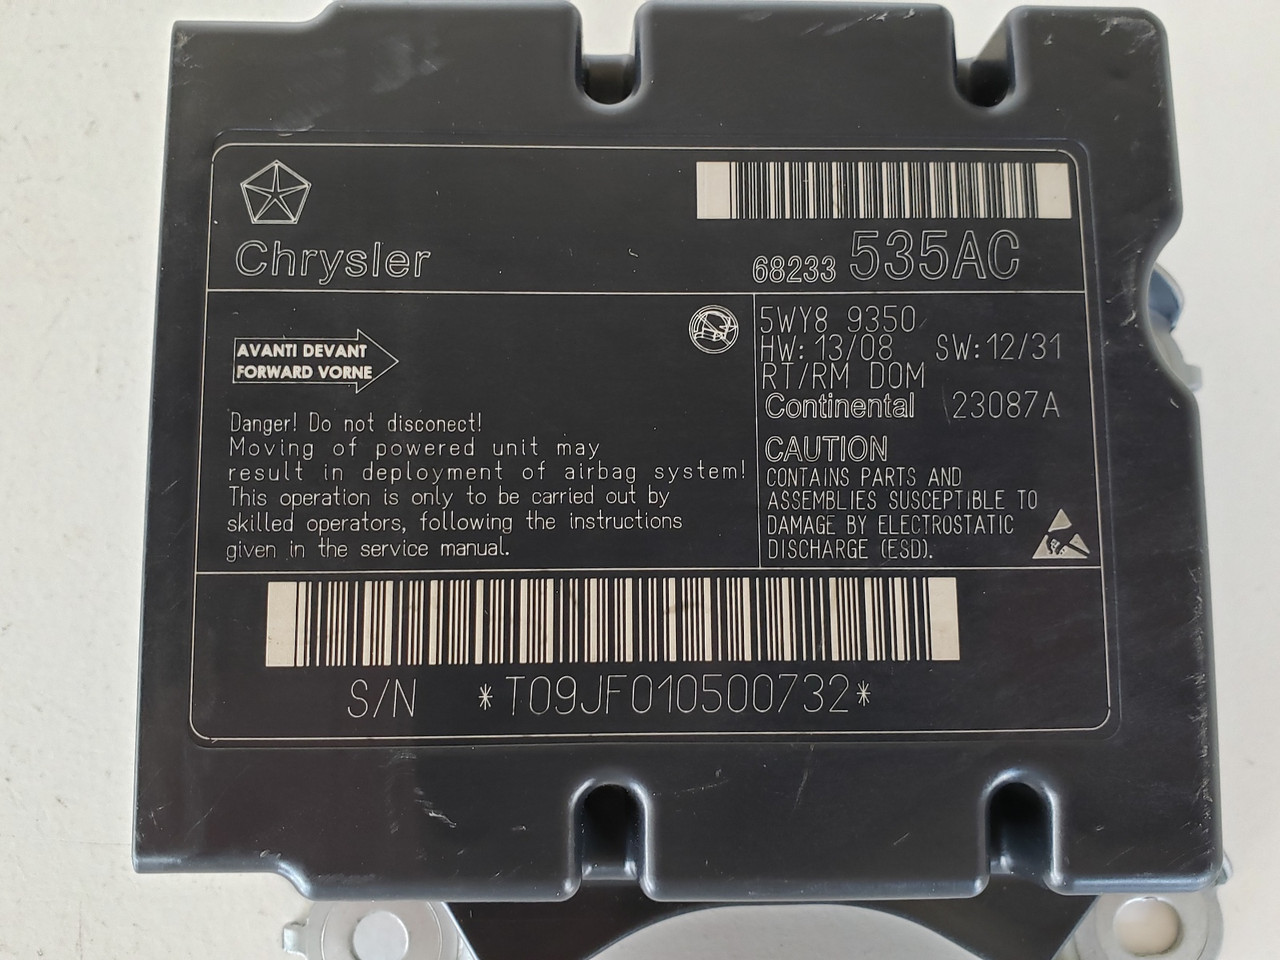 Chrysler
68233 535AC
AVANTI DEVANT
FORWARD VORNE
5WY8 9350
HW: 13/08 SW: 12/31
RT/RM DOM
Continental 23087A
Danger! Do not disconect!
Moving of powered unit may
result in deployment of airbag system!
This operation is only to be carried out by
skilled operators, following the instructions
given in the service manual.
CAUTION
CONTAINS PARTS AND
ASSEMBLIES SUSCEPTIBLE TO
DAMAGE BY ELECTROSTATIC
DISCHARGE (ESD).
S/N *T09JF010500732*